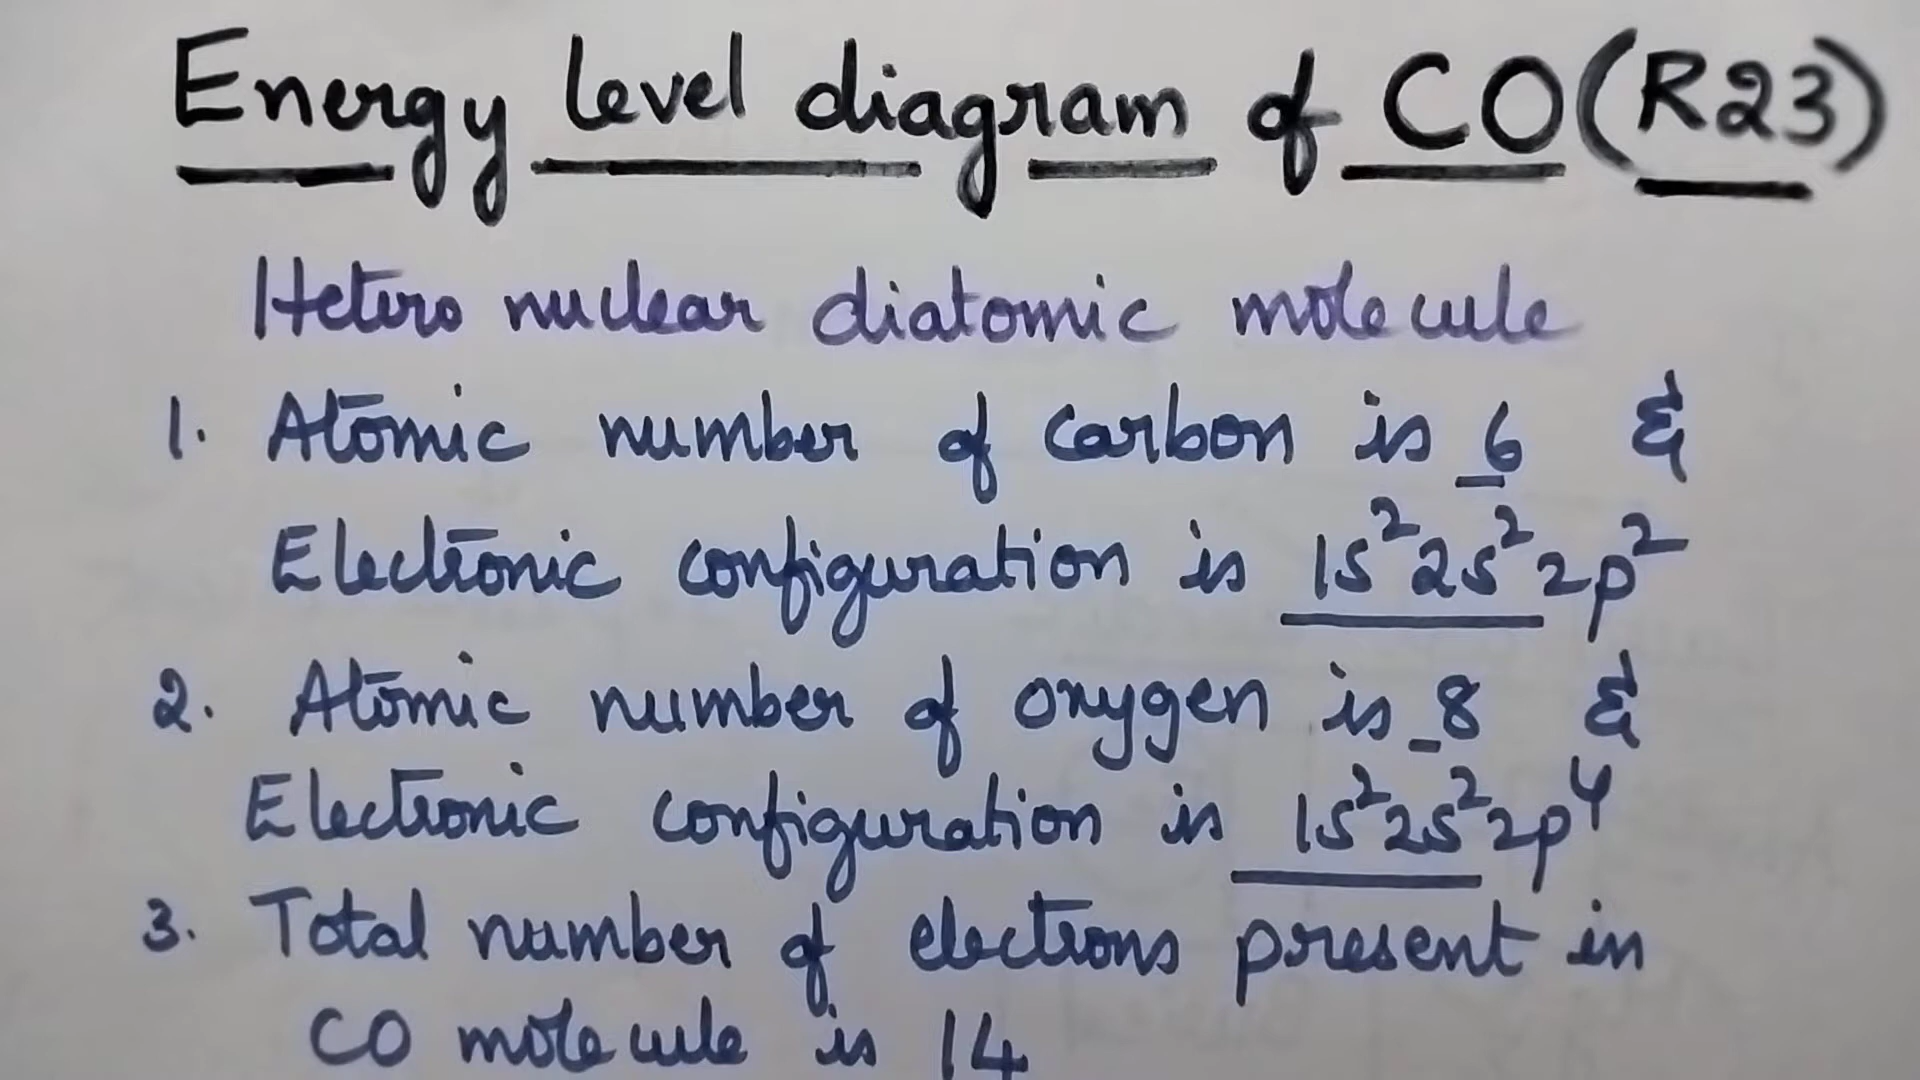 Energy level diagram of CO(R23)
Hetero nuclear diatomic molecule
1. Atomic number of carbon is 6 &
Electronic configuration is 1s²2s²2p²
2. Atomic number of oxygen is 8 &
Electronic configuration is 1s²2s²2p⁴
3. Total number of electrons present in
CO molecule is 14